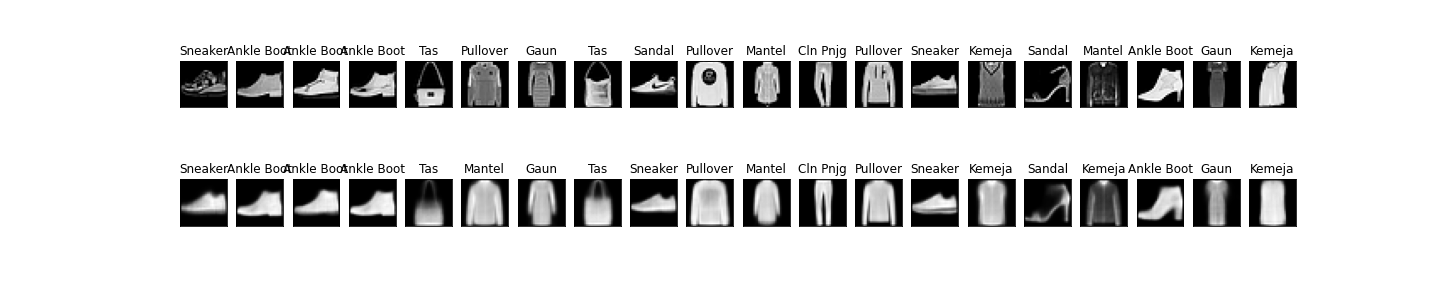 Sneaker Ankle Boot Ankle Boot Ankle Boot Tas Pullover Gaun Tas Sandal Pullover Mantel Cln Pnjg Pullover Sneaker Kemeja Sandal Mantel Ankle Boot Gaun Kemeja
Sneaker Ankle Boot Ankle Boot Ankle Boot Tas Mantel Gaun Tas Sneaker Pullover Mantel Cln Pnjg Pullover Sneaker Kemeja Sandal Kemeja Ankle Boot Gaun Kemeja